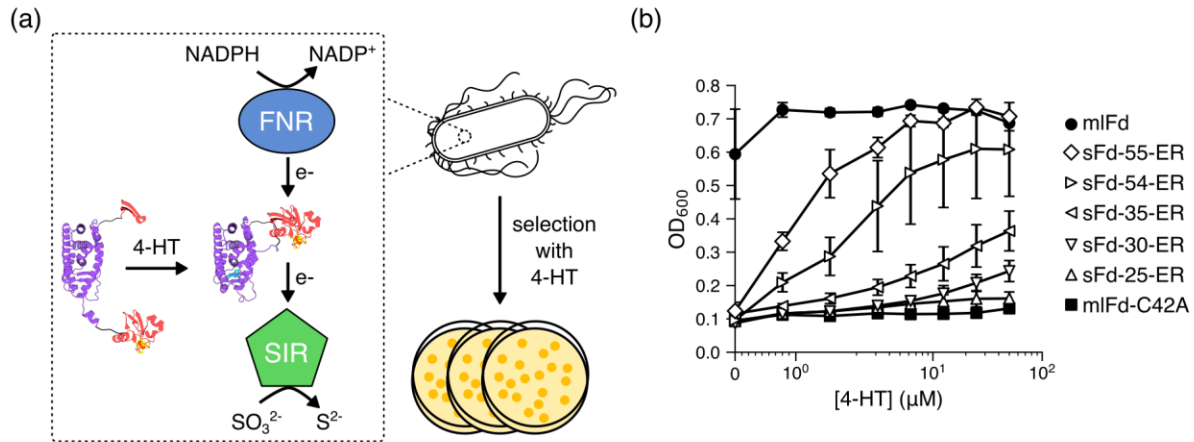 (a)
NADPH NADP⁺
FNR
e-
4-HT
e-
SIR
SO₃²⁻ S²⁻
selection
with
4-HT
(b)
0.8
0.7
0.6
0.5
0.4
0.3
0.2
0.1
0.0
OD₆₀₀
0 10⁰ 10¹ 10²
[4-HT] (μM)
mlFd
sFd-55-ER
sFd-54-ER
sFd-35-ER
sFd-30-ER
sFd-25-ER
mlFd-C42A